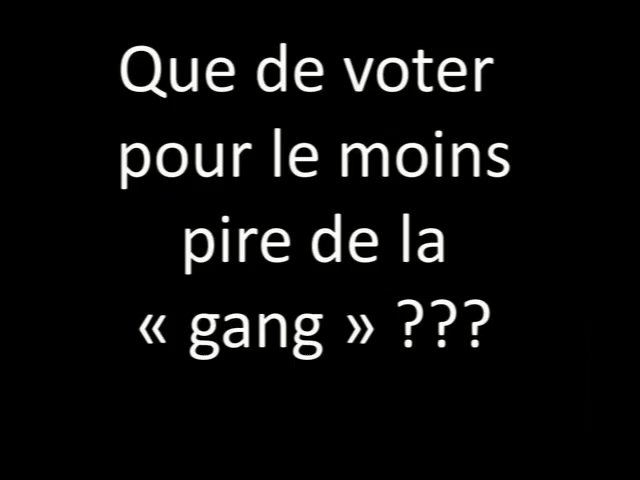 Que de voter
pour le moins
pire de la
« gang » ???